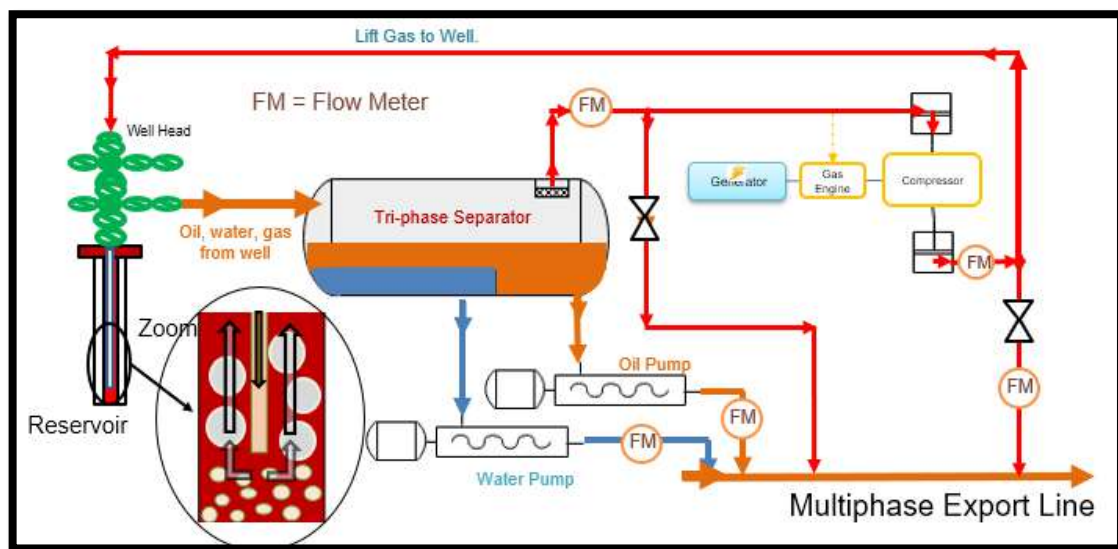 Lift Gas to Well.
FM = Flow Meter
FM
Well Head
Generator
Gas
Engine
Compressor
Tri-phase Separator
Oil, water, gas
from well
FM
Zoom
Oil Pump
FM
Reservoir
FM
FM
Water Pump
Multiphase Export Line